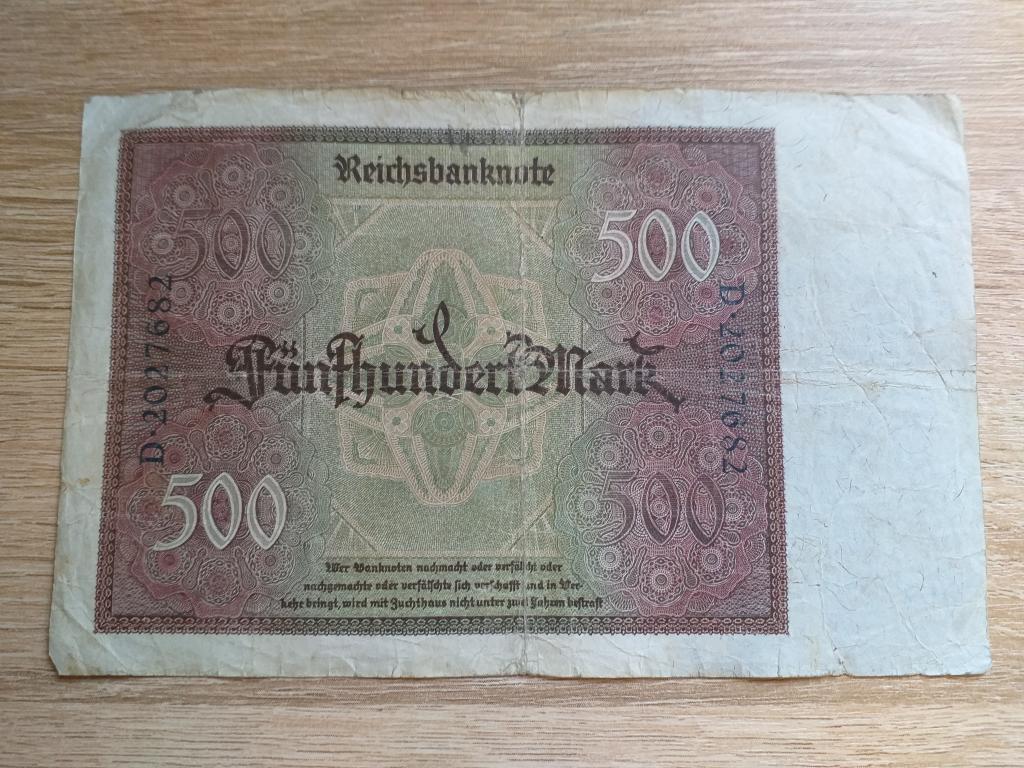 Reichsbanknote
500
500
D·2027682
D·2027682
Fünfhundert Mark
500
500
Wer Banknoten nachmacht oder verfälscht oder
nachgemachte oder verfälschte sich verschafft und in Ver-
kehr bringt, wird mit Zuchthaus nicht unter zwei Jahren bestraft